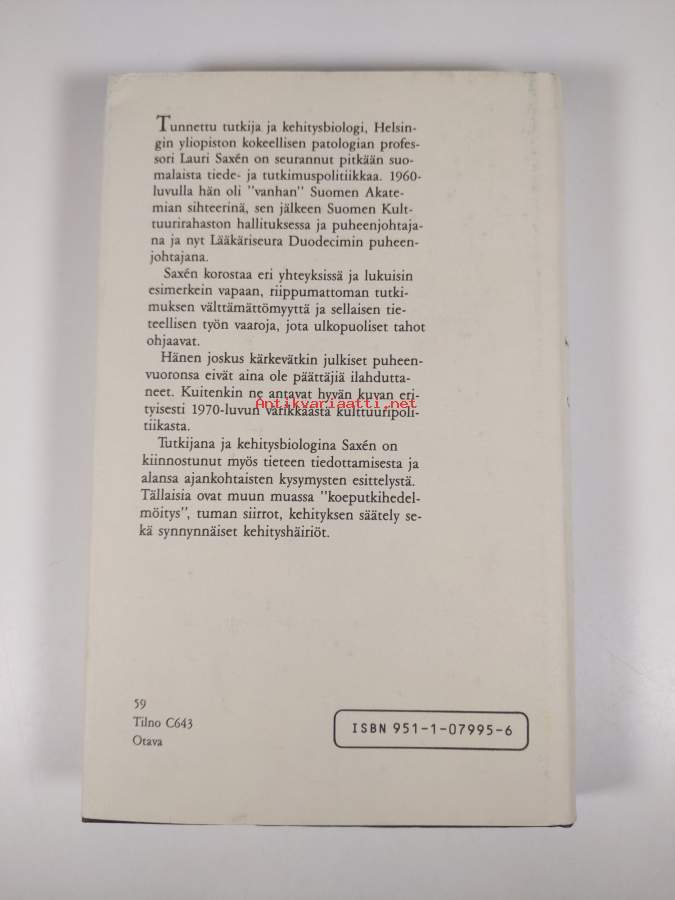 Tunnettu tutkija ja kehitysbiologi, Helsin-
gin yliopiston kokeellisen patologian profes-
sori Lauri Saxén on seurannut pitkään suo-
malaista tiede- ja tutkimuspolitiikkaa. 1960-
luvulla hän oli "vanhan" Suomen Akate-
mian sihteerinä, sen jälkeen Suomen Kult-
tuurirahaston hallituksessa ja puheenjohtaja-
na ja nyt Lääkäriseura Duodecimin puheen-
johtajana.
Saxén korostaa eri yhteyksissä ja lukuisin
esimerkein vapaan, riippumattoman tutki-
muksen välttämättömyyttä ja sellaisen tie-
teellisen työn vaaroja, jota ulkopuoliset tahot
ohjaavat.
Hänen joskus kärkevätkin julkiset puheen-
vuoronsa eivät aina ole päättäjiä ilahdutta-
neet. Kuitenkin ne antavat hyvän kuvan eri-
Antikvariaatti.net
tyisesti 1970-luvun värikkäästä kulttuuripoli-
tiikasta.
Tutkijana ja kehitysbiologina Saxén on
kiinnostunut myös tieteen tiedottamisesta ja
alansa ajankohtaisten kysymysten esittelystä.
Tällaisia ovat muun muassa "koeputkihedel-
möitys", tuman siirrot, kehityksen säätely se-
kä synnynnäiset kehityshäiriöt.
59
Tilno C643
Otava
ISBN 951-1-07995-6